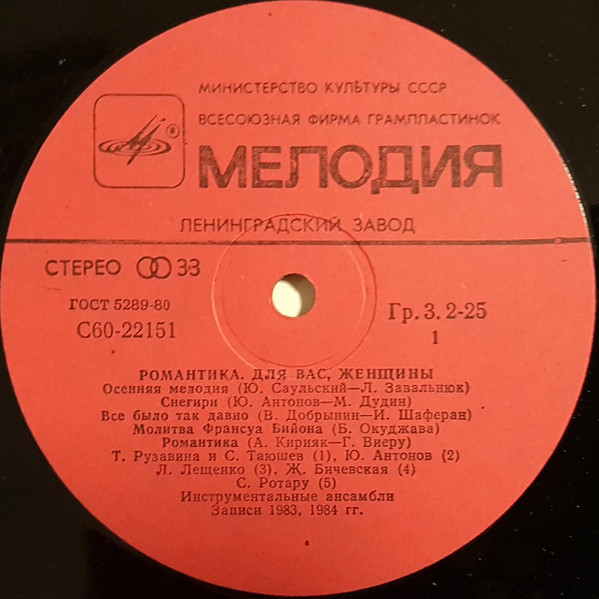 МИНИСТЕРСТВО КУЛЬТУРЫ СССР
ВСЕСОЮЗНАЯ ФИРМА ГРАМПЛАСТИНОК
®
МЕЛОДИЯ
ЛЕНИНГРАДСКИЙ ЗАВОД
СТЕРЕО 33
ГОСТ 5289-80
С60-22151
Гр. 3. 2-25
1
РОМАНТИКА. ДЛЯ ВАС, ЖЕНЩИНЫ
Осенняя мелодия (Ю. Саульский—Л. Завальнюк)
Снегири (Ю. Антонов—М. Дудин)
Все было так давно (В. Добрынин—И. Шаферан)
Молитва Франсуа Вийона (Б. Окуджава)
Романтика (А. Кирияк—Г. Виеру)
Т. Рузавина и С. Таюшев (1), Ю. Антонов (2)
Л. Лещенко (3), Ж. Бичевская (4)
С. Ротару (5)
Инструментальные ансамбли
Записи 1983, 1984 гг.